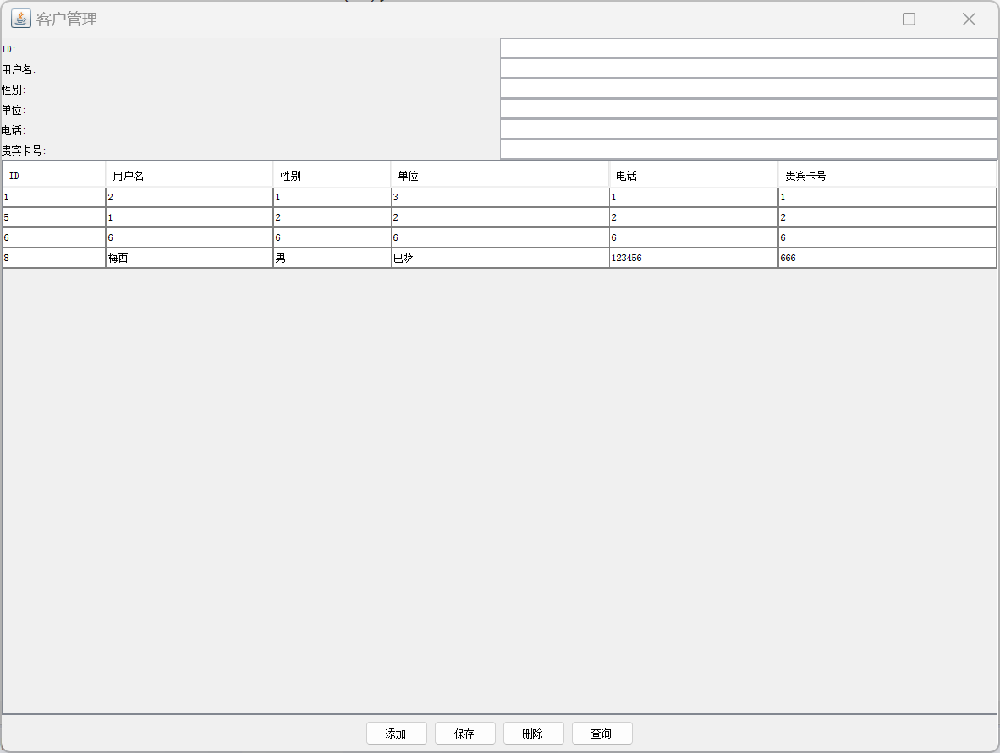 客户管理
ID:
用户名:
性别:
单位:
电话:
贵宾卡号:
ID 用户名 性别 单位 电话 贵宾卡号
1 2 1 3 1 1
5 1 2 2 2 2
6 6 6 6 6 6
8 梅西 男 巴萨 123456 666
添加 保存 删除 查询